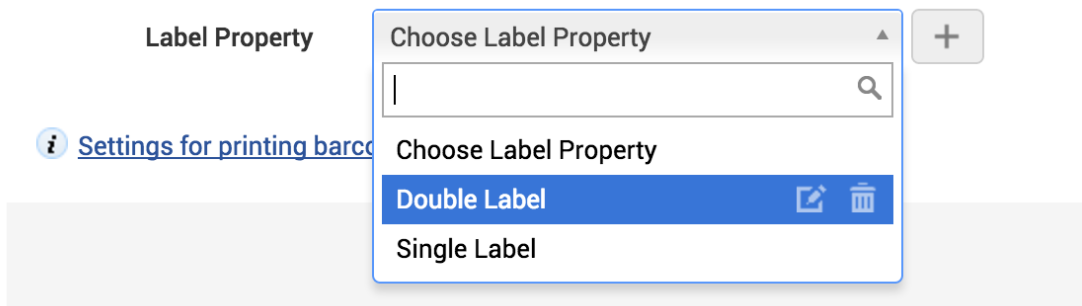 Label Property
Choose Label Property
Settings for printing barc
Choose Label Property
Double Label
Single Label